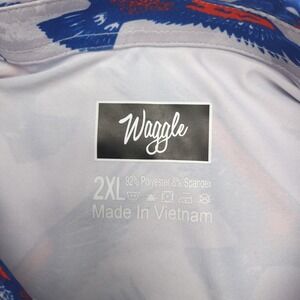 Waggle
2XL 92% Polyester 8% Spandex
Made In Vietnam